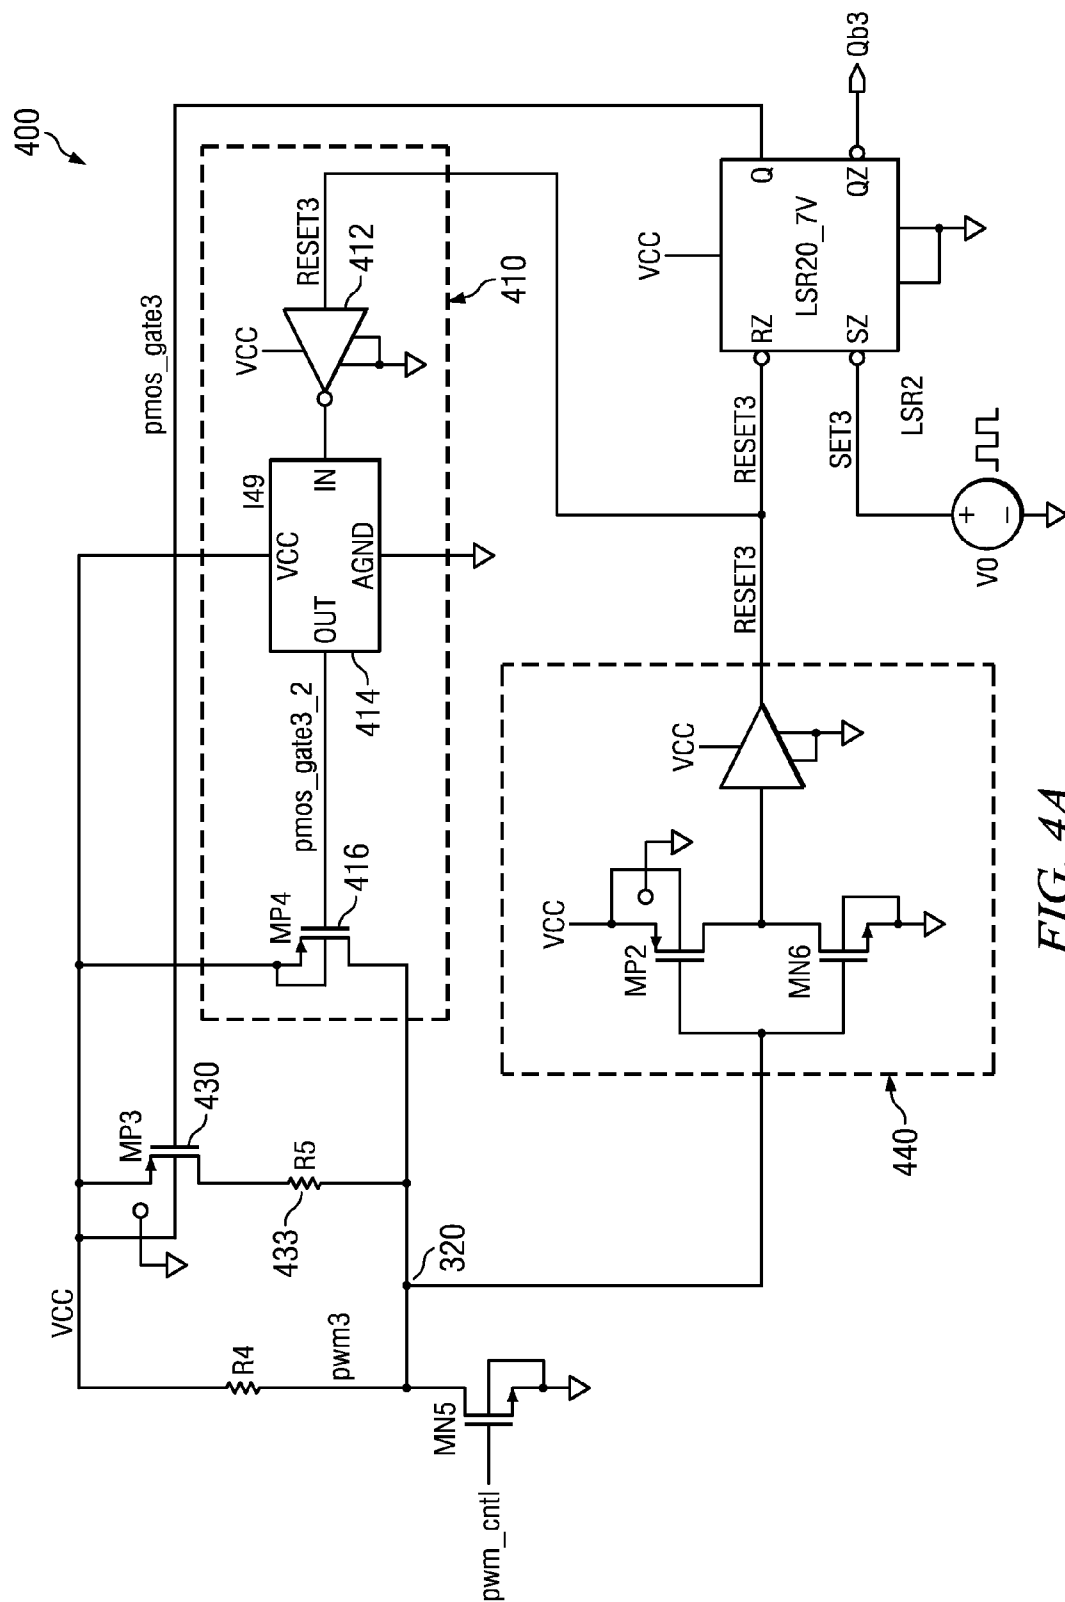 400
VCC
R4
pwm3
MN5
pwm_cntl
MP3
430
R5
433
320
pmos_gate3
MP4
416
pmos_gate3_2
I49
VCC
OUT
IN
AGND
414
VCC
RESET3
412
410
VCC
MP2
MN6
VCC
440
RESET3
RESET3
SET3
V0
+
−
VCC
RZ
Q
LSR20_7V
SZ
QZ
LSR2
Qb3
FIG. 4A